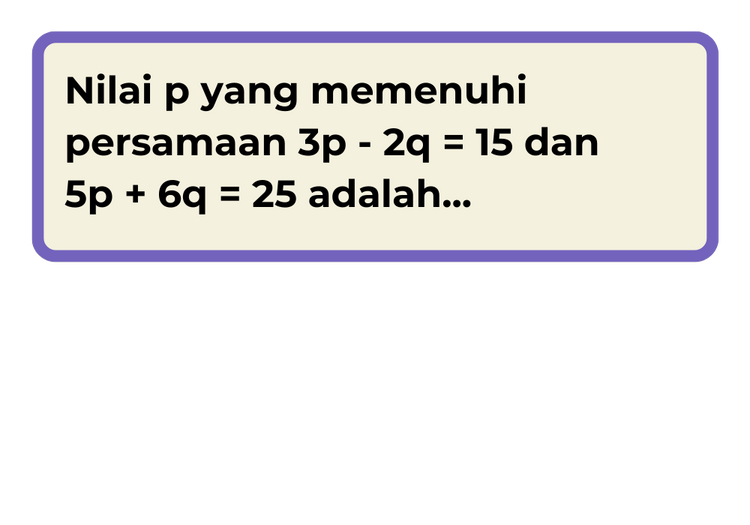 Nilai p yang memenuhi
persamaan 3p - 2q = 15 dan
5p + 6q = 25 adalah...